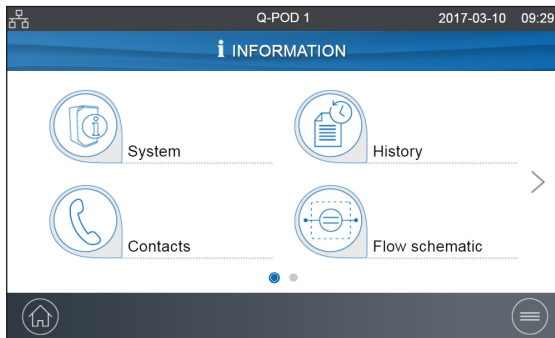 Q-POD 1 2017-03-10 09:29
i INFORMATION
System History
Contacts Flow schematic